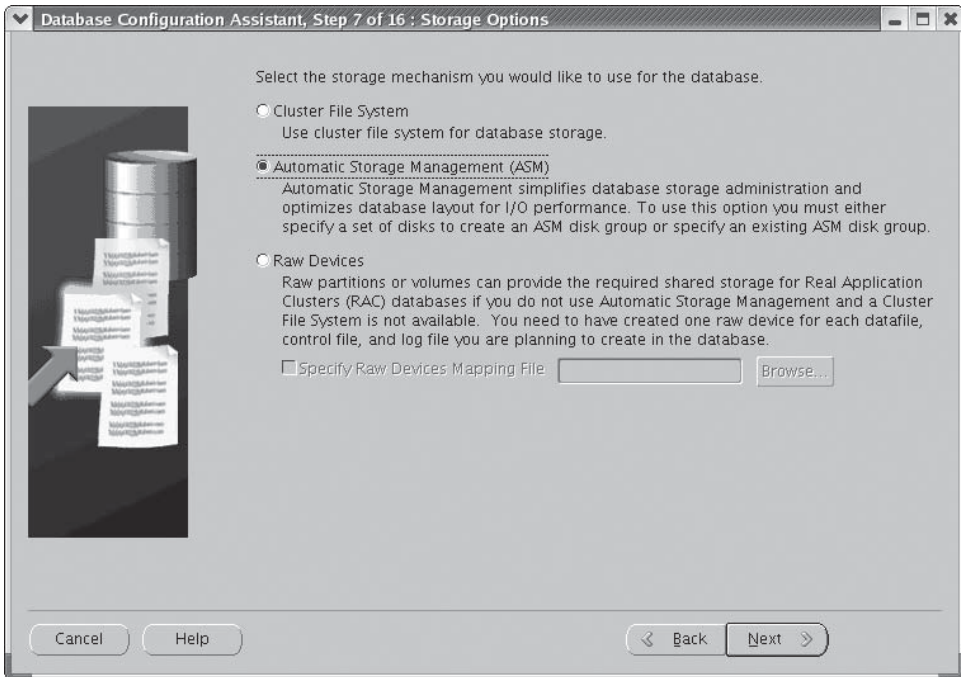 Database Configuration Assistant, Step 7 of 16 : Storage Options
Select the storage mechanism you would like to use for the database.
Cluster File System
Use cluster file system for database storage.
Automatic Storage Management (ASM)
Automatic Storage Management simplifies database storage administration and
optimizes database layout for I/O performance. To use this option you must either
specify a set of disks to create an ASM disk group or specify an existing ASM disk group.
Raw Devices
Raw partitions or volumes can provide the required shared storage for Real Application
Clusters (RAC) databases if you do not use Automatic Storage Management and a Cluster
File System is not available. You need to have created one raw device for each datafile,
control file, and log file you are planning to create in the database.
Specify Raw Devices Mapping File
Browse...
Cancel
Help
Back
Next